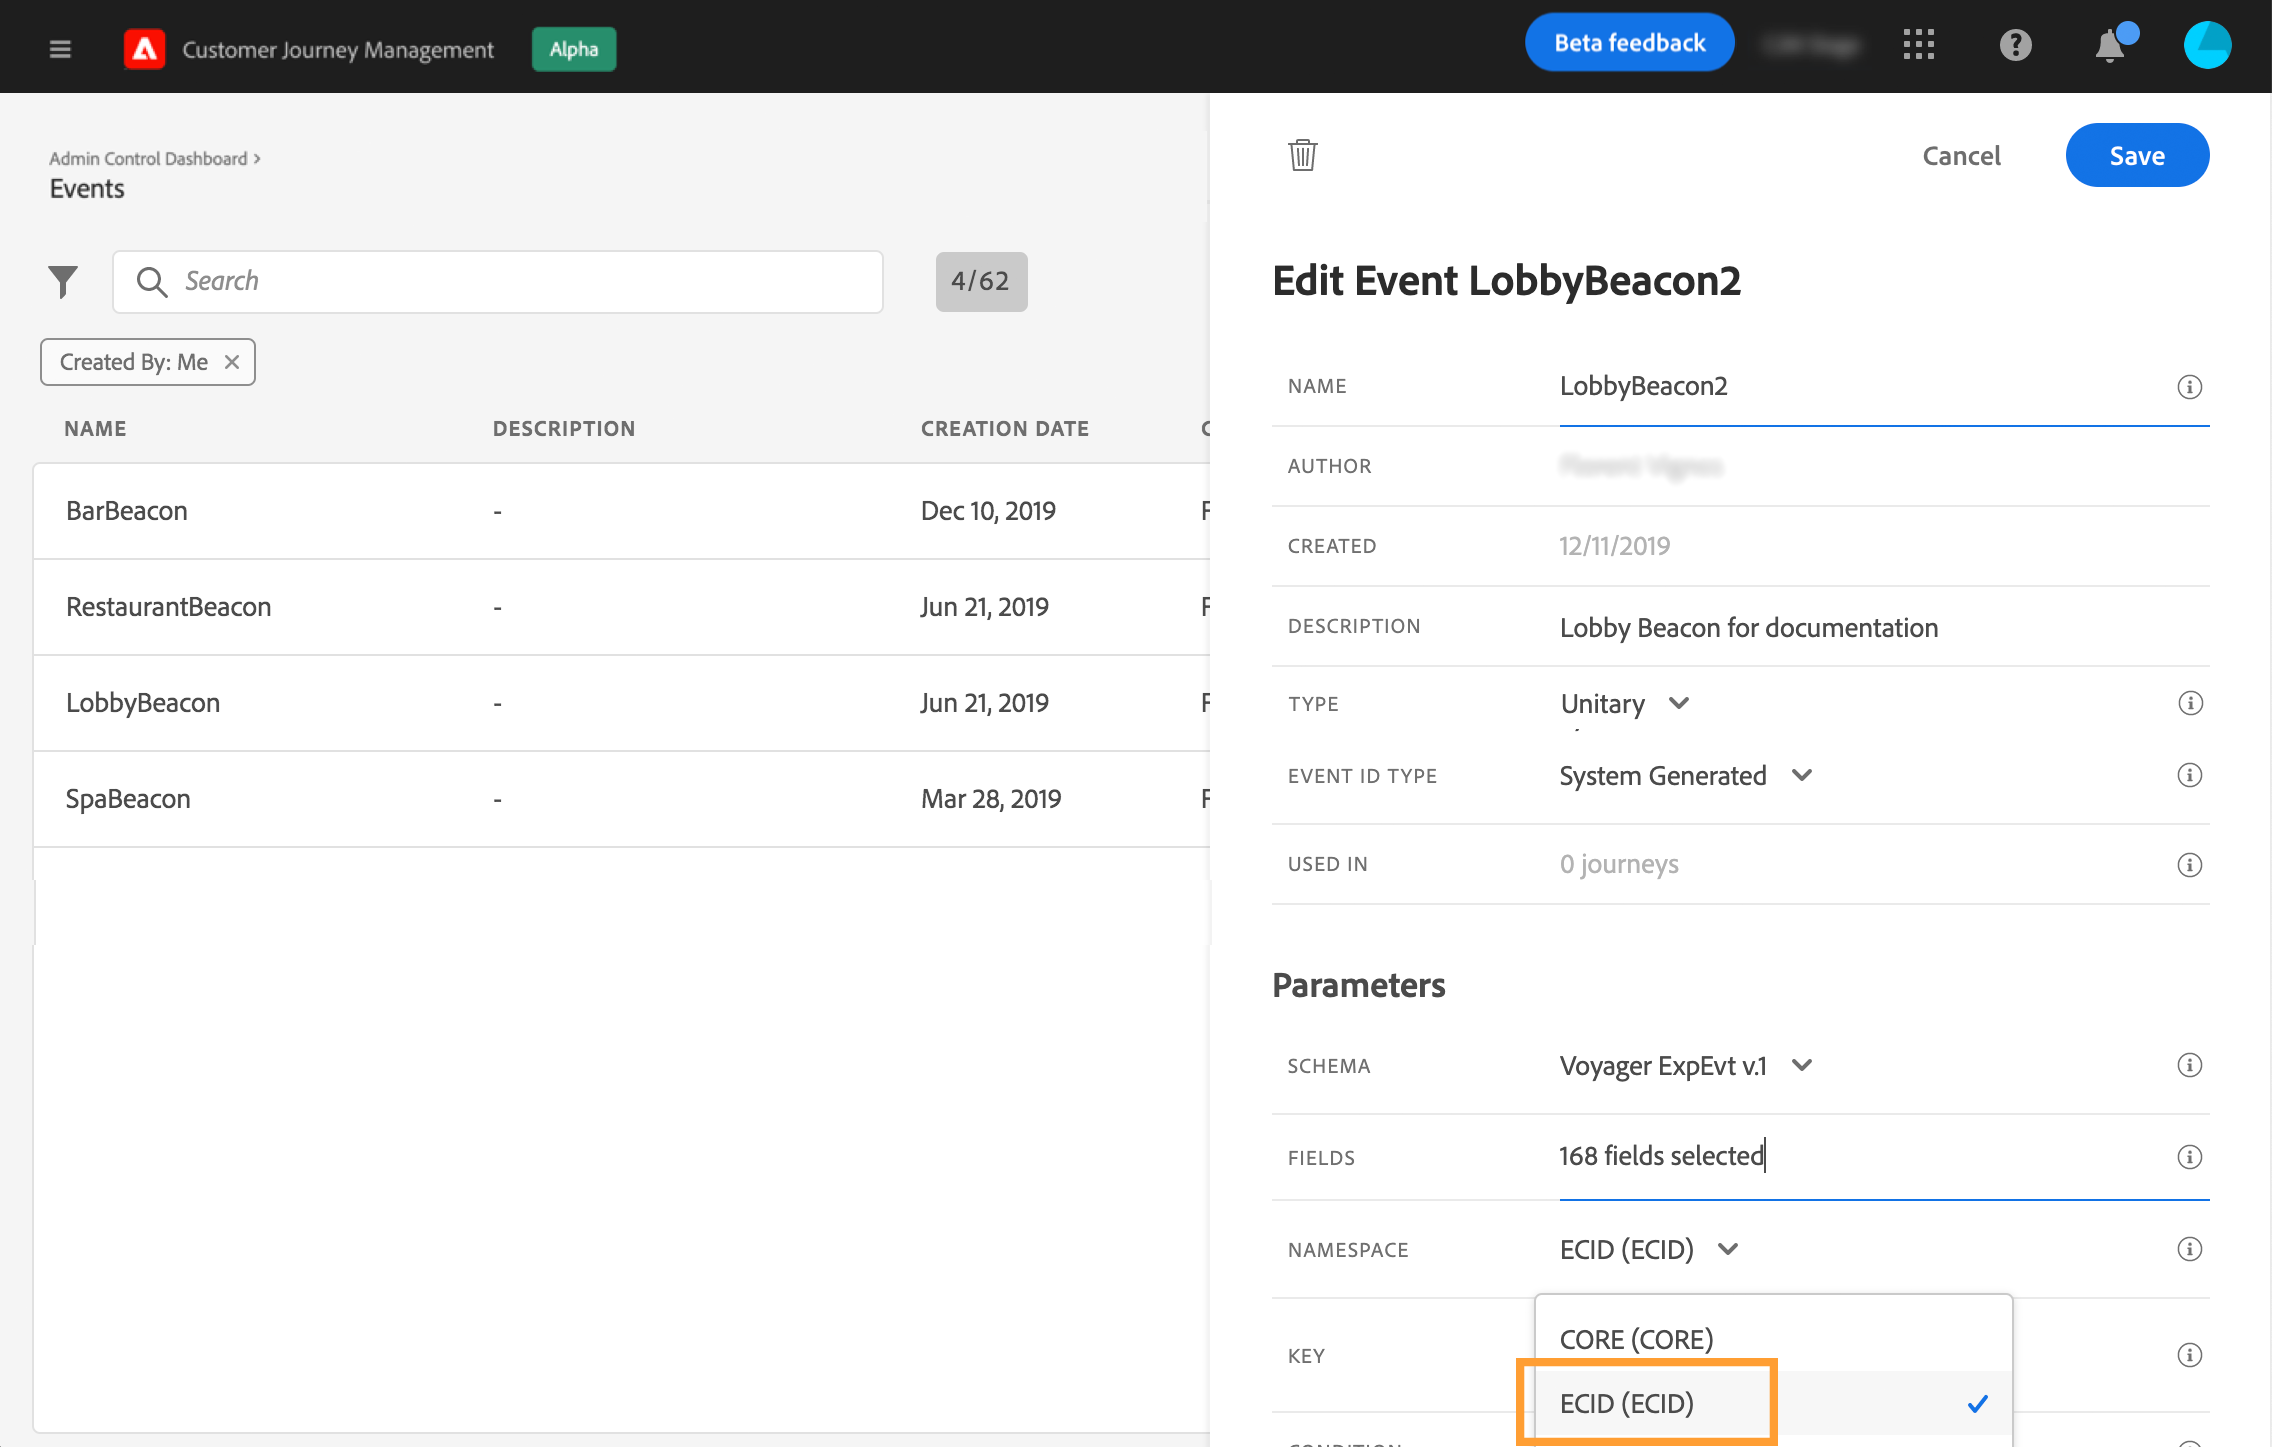 Customer Journey Management
Alpha
Beta feedback
Admin Control Dashboard
Events
Search
4/62
Created By: Me
NAME DESCRIPTION CREATION DATE
BarBeacon - Dec 10, 2019
RestaurantBeacon - Jun 21, 2019
LobbyBeacon - Jun 21, 2019
SpaBeacon - Mar 28, 2019
Cancel
Save
Edit Event LobbyBeacon2
NAME LobbyBeacon2
AUTHOR
CREATED 12/11/2019
DESCRIPTION Lobby Beacon for documentation
TYPE Unitary
EVENT ID TYPE System Generated
USED IN 0 journeys
Parameters
SCHEMA Voyager ExpEvt v.1
FIELDS 168 fields selected
NAMESPACE ECID (ECID)
CORE (CORE)
KEY
ECID (ECID)